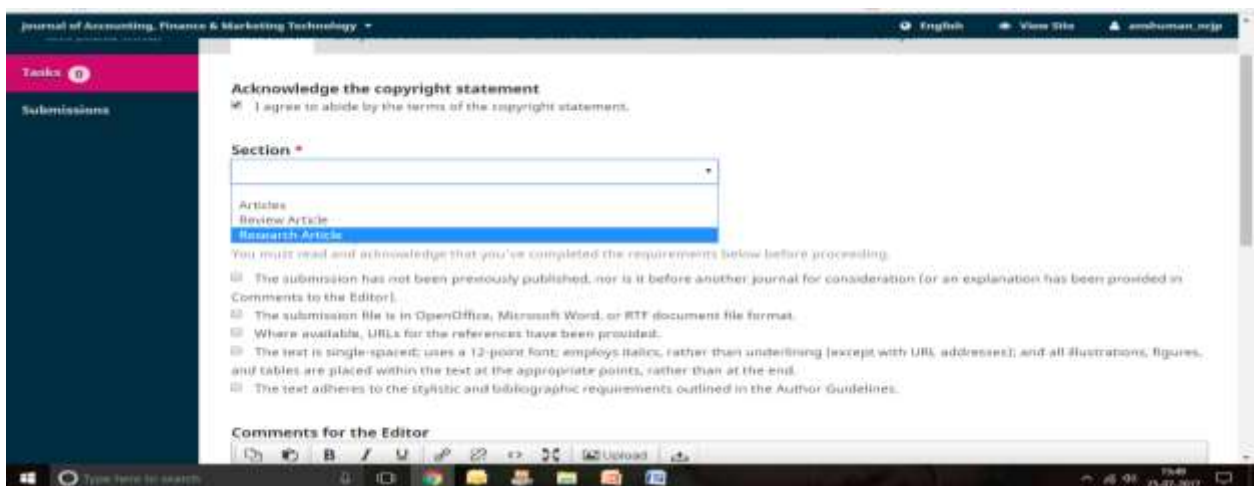 Journal of Accounting, Finance & Marketing Technology
English
View Site
anshuman_nrjp
Tasks 0
Submissions
Acknowledge the copyright statement
I agree to abide by the terms of the copyright statement.
Section *
Articles
Review Article
Research Article
You must read and acknowledge that you've completed the requirements below before proceeding.
The submission has not been previously published, nor is it before another journal for consideration (or an explanation has been provided in
Comments to the Editor).
The submission file is in OpenOffice, Microsoft Word, or RTF document file format.
Where available, URLs for the references have been provided.
The text is single-spaced; uses a 12-point font; employs italics, rather than underlining (except with URL addresses); and all illustrations, figures,
and tables are placed within the text at the appropriate points, rather than at the end.
The text adheres to the stylistic and bibliographic requirements outlined in the Author Guidelines.
Comments for the Editor
B I U Upload
Type here to search
15:49
25-07-2017